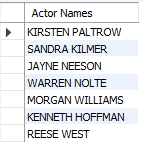 Actor Names
KIRSTEN PALTROW
SANDRA KILMER
JAYNE NEESON
WARREN NOLTE
MORGAN WILLIAMS
KENNETH HOFFMAN
REESE WEST